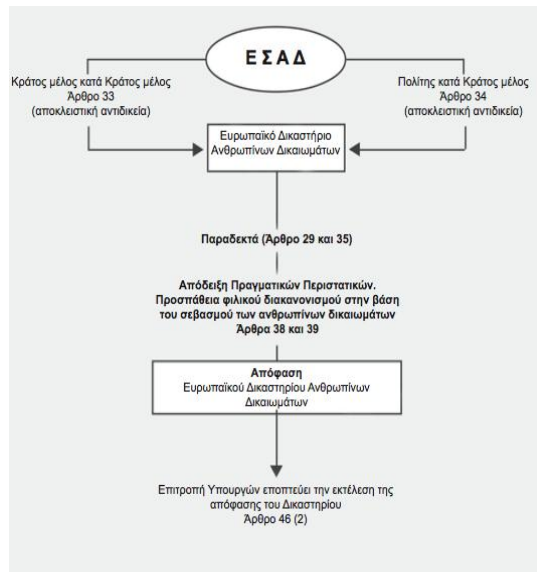 ΕΣΑΔ
Κράτος μέλος κατά Κράτος μέλος
Άρθρο 33
(αποκλειστική αντιδικεία)
Πολίτης κατά Κράτος μέλος
Άρθρο 34
(αποκλειστική αντιδικεία)
Ευρωπαϊκό Δικαστήριο
Ανθρωπίνων Δικαιωμάτων
Παραδεκτά (Άρθρο 29 και 35)
Απόδειξη Πραγματικών Περιστατικών.
Προσπάθεια φιλικού διακανονισμού στην βάση
του σεβασμού των ανθρωπίνων δικαιωμάτων
Άρθρα 38 και 39
Απόφαση
Ευρωπαϊκού Δικαστηρίου Ανθρωπίνων
Δικαιωμάτων
Επιτροπή Υπουργών εποπτεύει την εκτέλεση της
απόφασης του Δικαστηρίου
Άρθρο 46 (2)